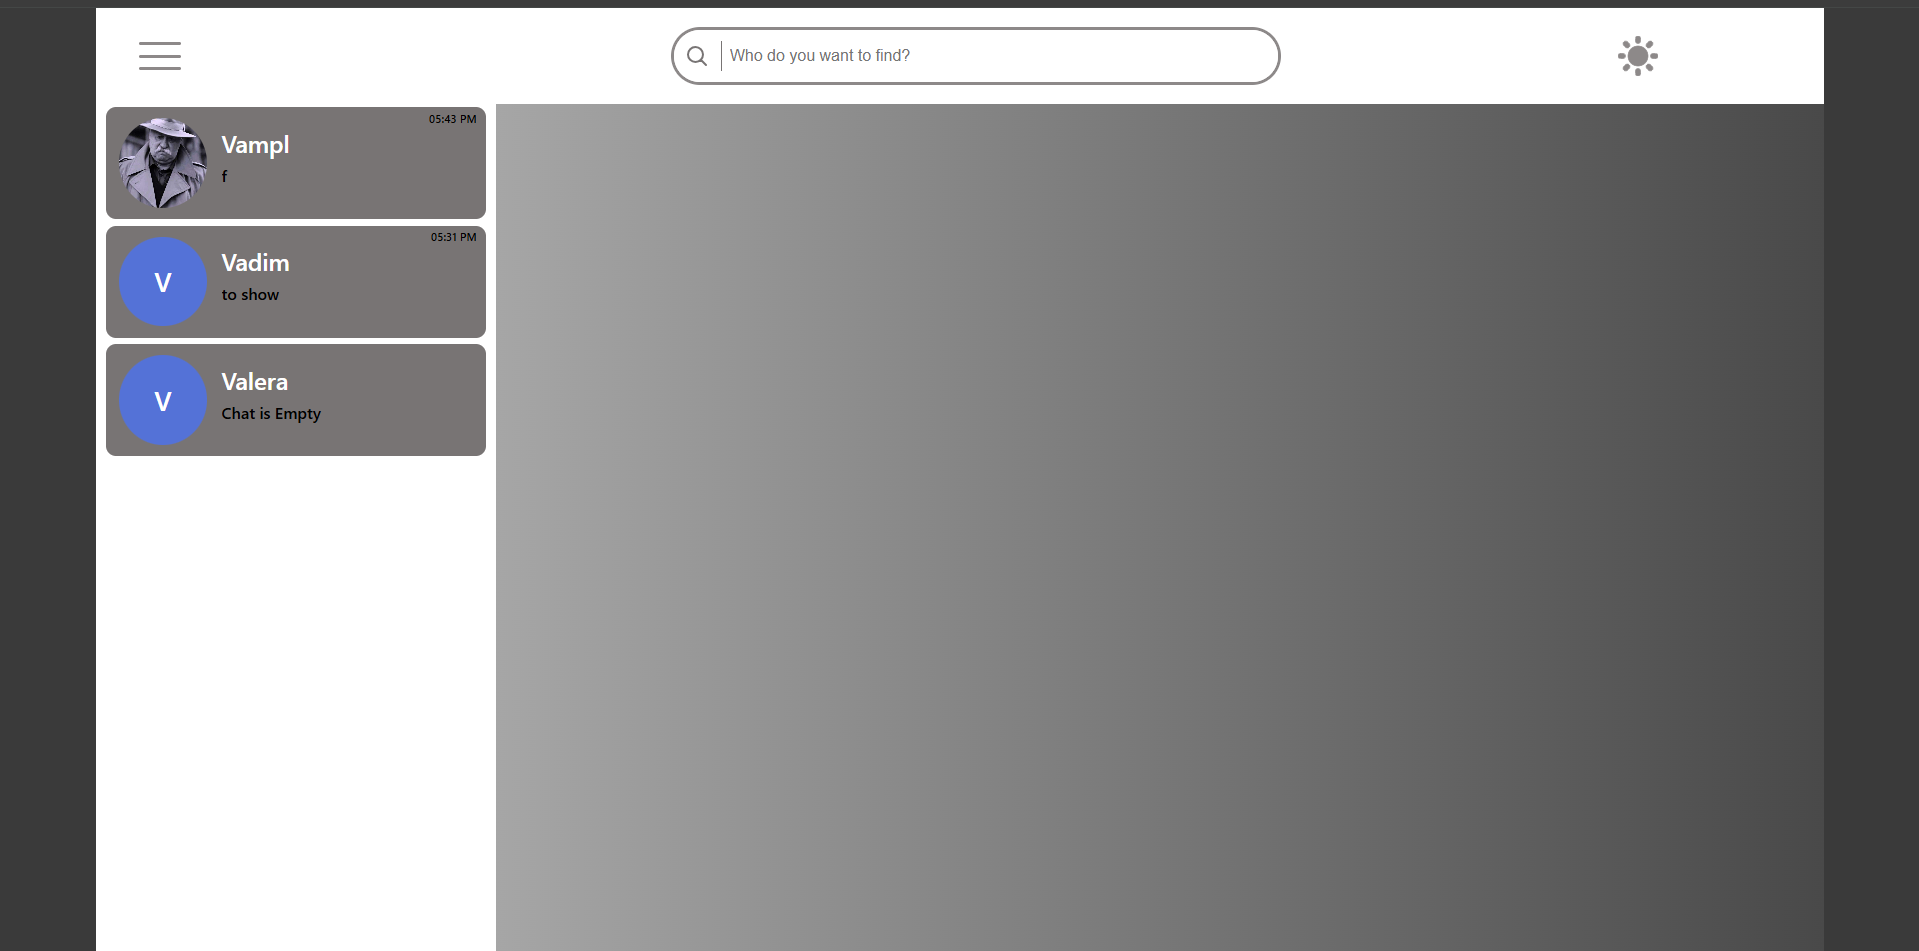 Who do you want to find?
05:43 PM
Vampl
f
05:31 PM
V
Vadim
to show
V
Valera
Chat is Empty